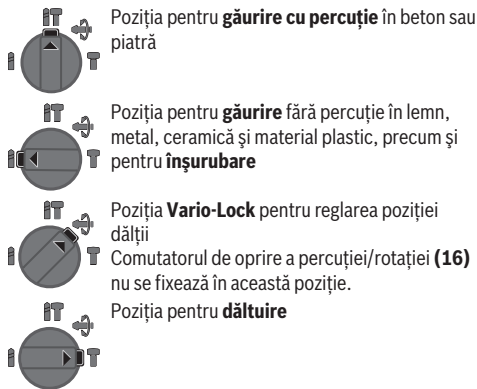 Poziția pentru găurire cu percuție în beton sau
piatră
Poziția pentru găurire fără percuție în lemn,
metal, ceramică şi material plastic, precum şi
pentru înşurubare
Poziția Vario-Lock pentru reglarea poziției
dălții
Comutatorul de oprire a percuției/rotației (16)
nu se fixează în această poziție.
Poziția pentru dăltuire